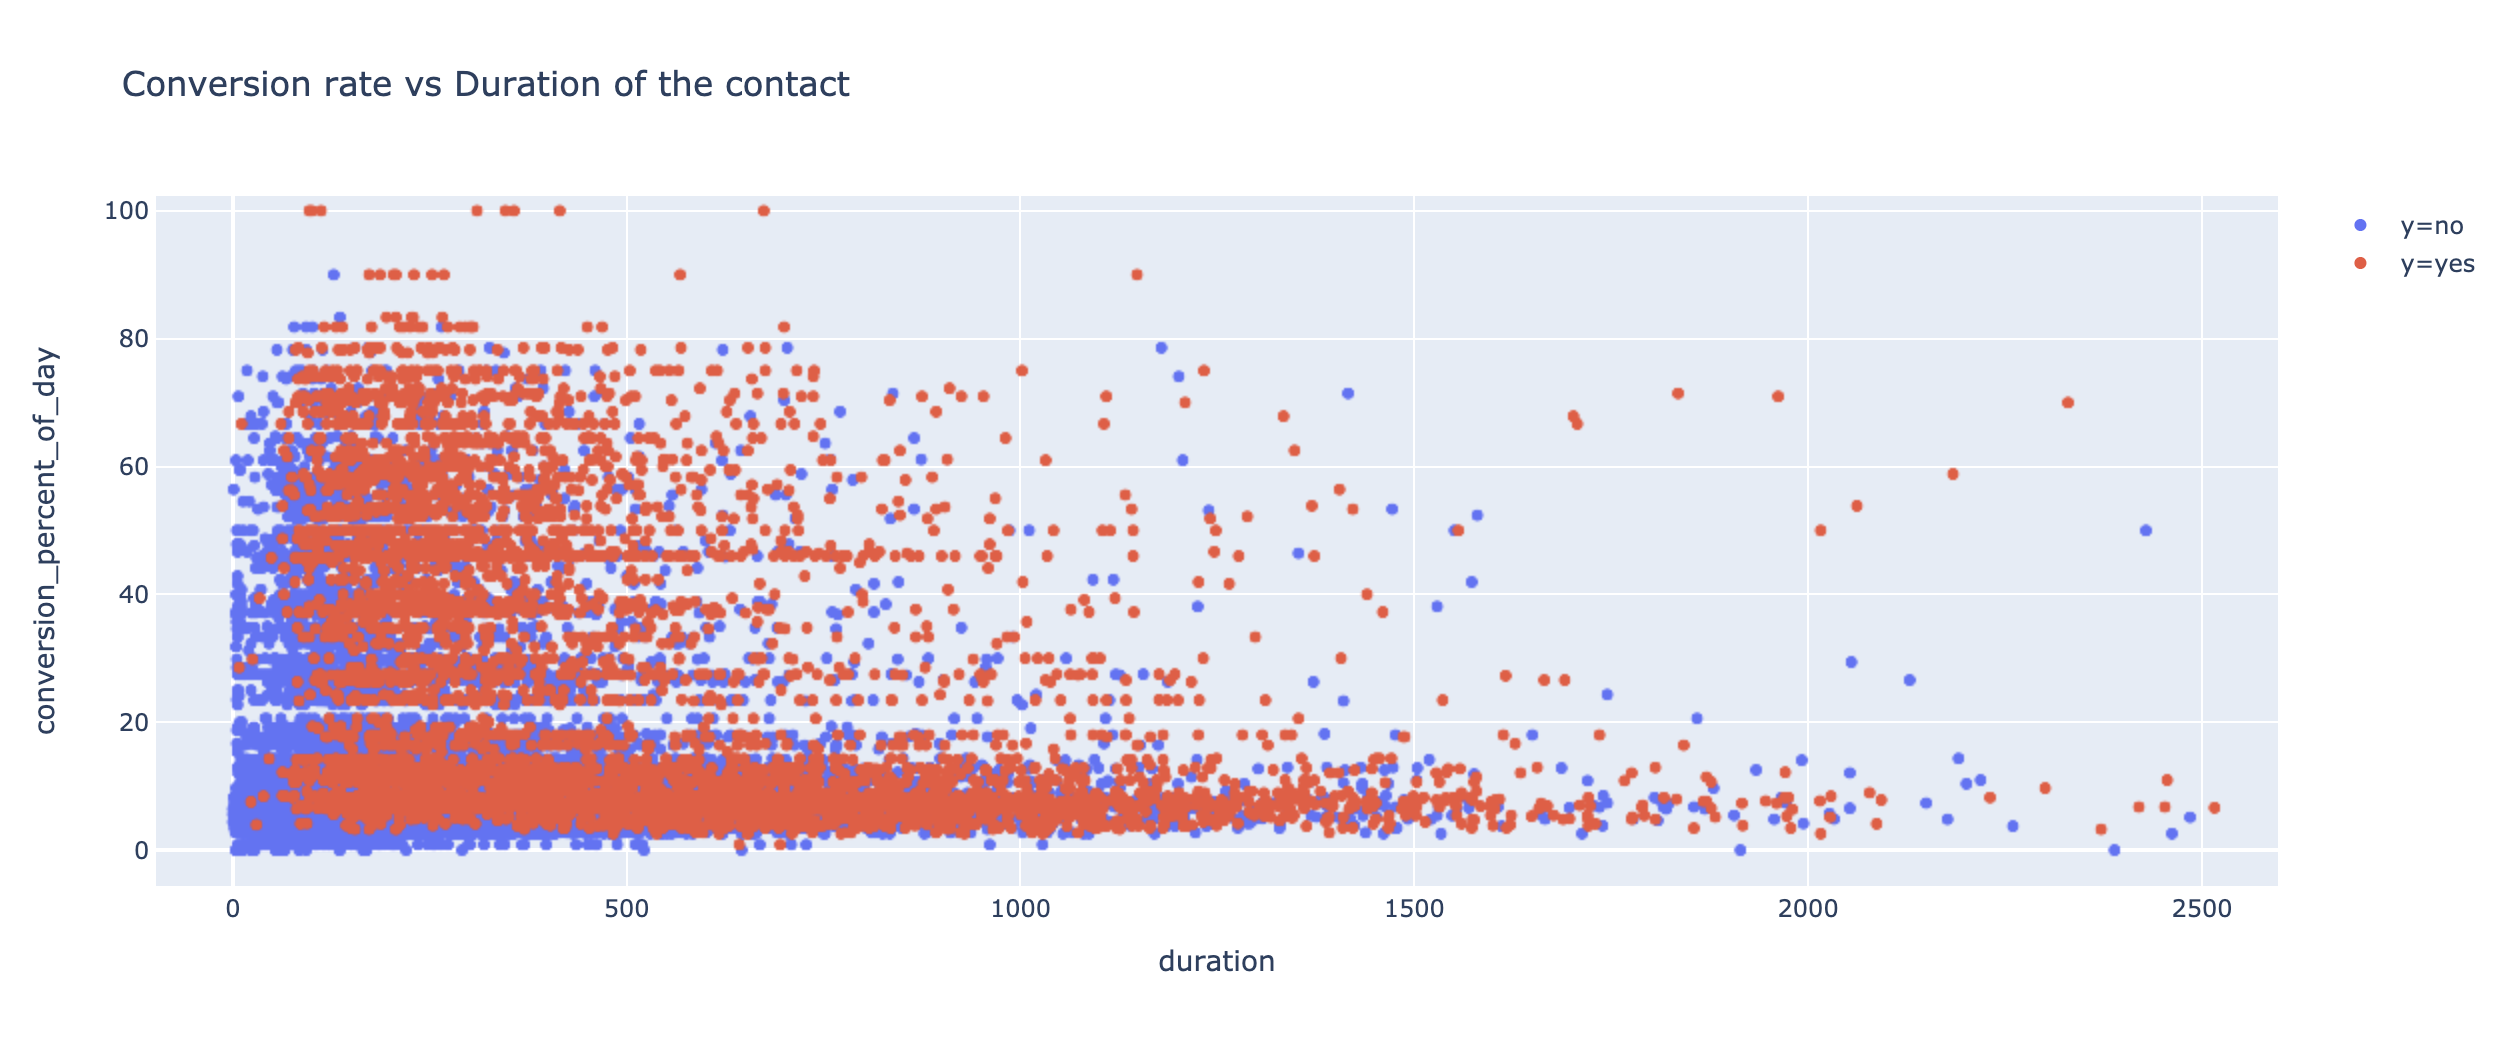 Conversion rate vs Duration of the contact
100
80
60
40
20
0
conversion_percent_of_day
0 500 1000 1500 2000 2500
duration
y=no
y=yes